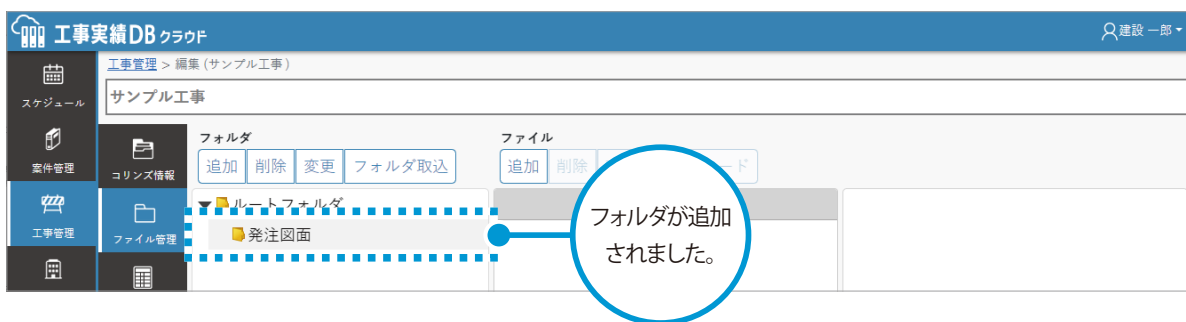 工事実績DBクラウド
建設 一郎
スケジュール
案件管理
工事管理
工事管理 > 編集 (サンプル工事)
サンプル工事
コリンズ情報
ファイル管理
フォルダ
追加 削除 変更 フォルダ取込
ファイル
追加 削除 ード
ルートフォルダ
発注図面
フォルダが追加
されました。